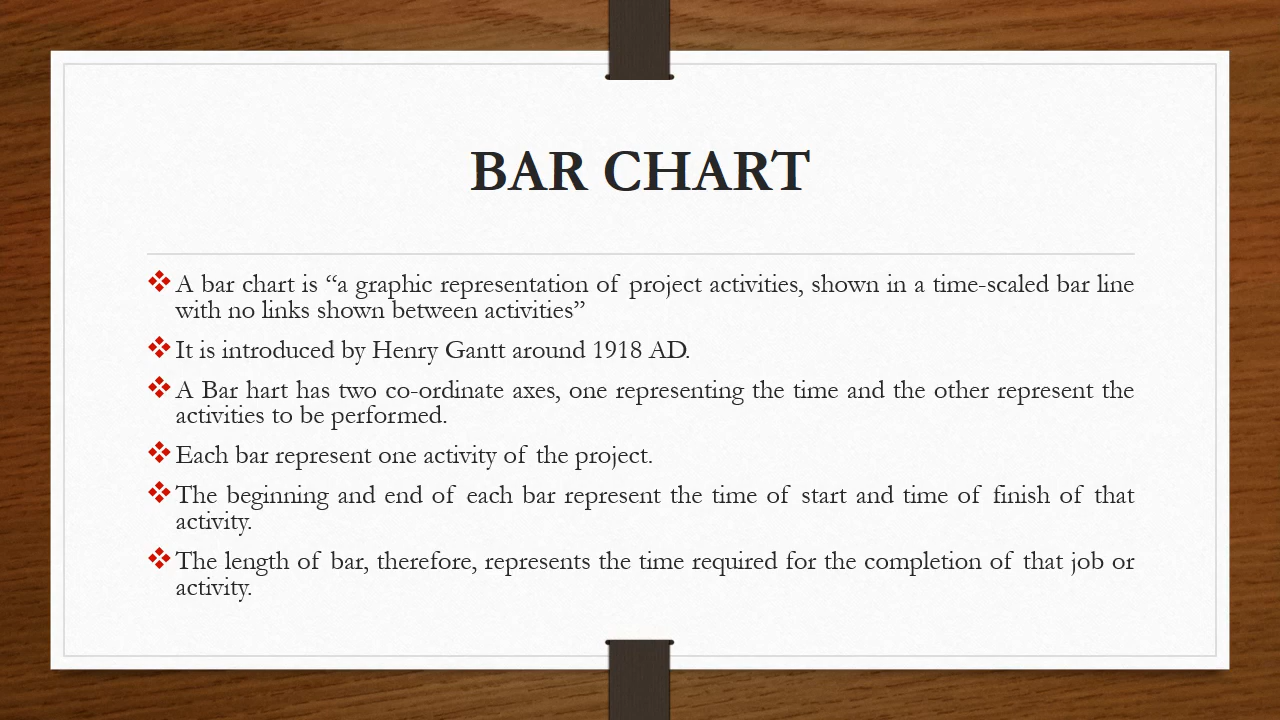 BAR CHART
A bar chart is “a graphic representation of project activities, shown in a time-scaled bar line
with no links shown between activities”
It is introduced by Henry Gantt around 1918 AD.
A Bar hart has two co-ordinate axes, one representing the time and the other represent the
activities to be performed.
Each bar represent one activity of the project.
The beginning and end of each bar represent the time of start and time of finish of that
activity.
The length of bar, therefore, represents the time required for the completion of that job or
activity.